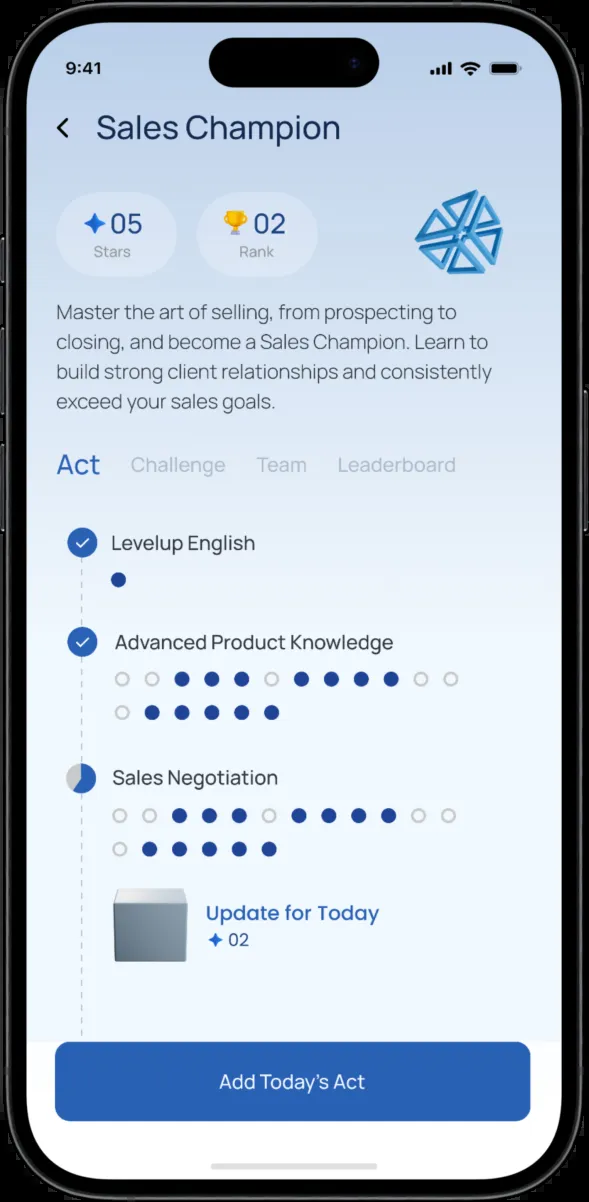 9:41
Sales Champion
05
Stars
02
Rank
Master the art of selling, from prospecting to
closing, and become a Sales Champion. Learn to
build strong client relationships and consistently
exceed your sales goals.
Act Challenge Team Leaderboard
Levelup English
Advanced Product Knowledge
Sales Negotiation
Update for Today
02
Add Today's Act